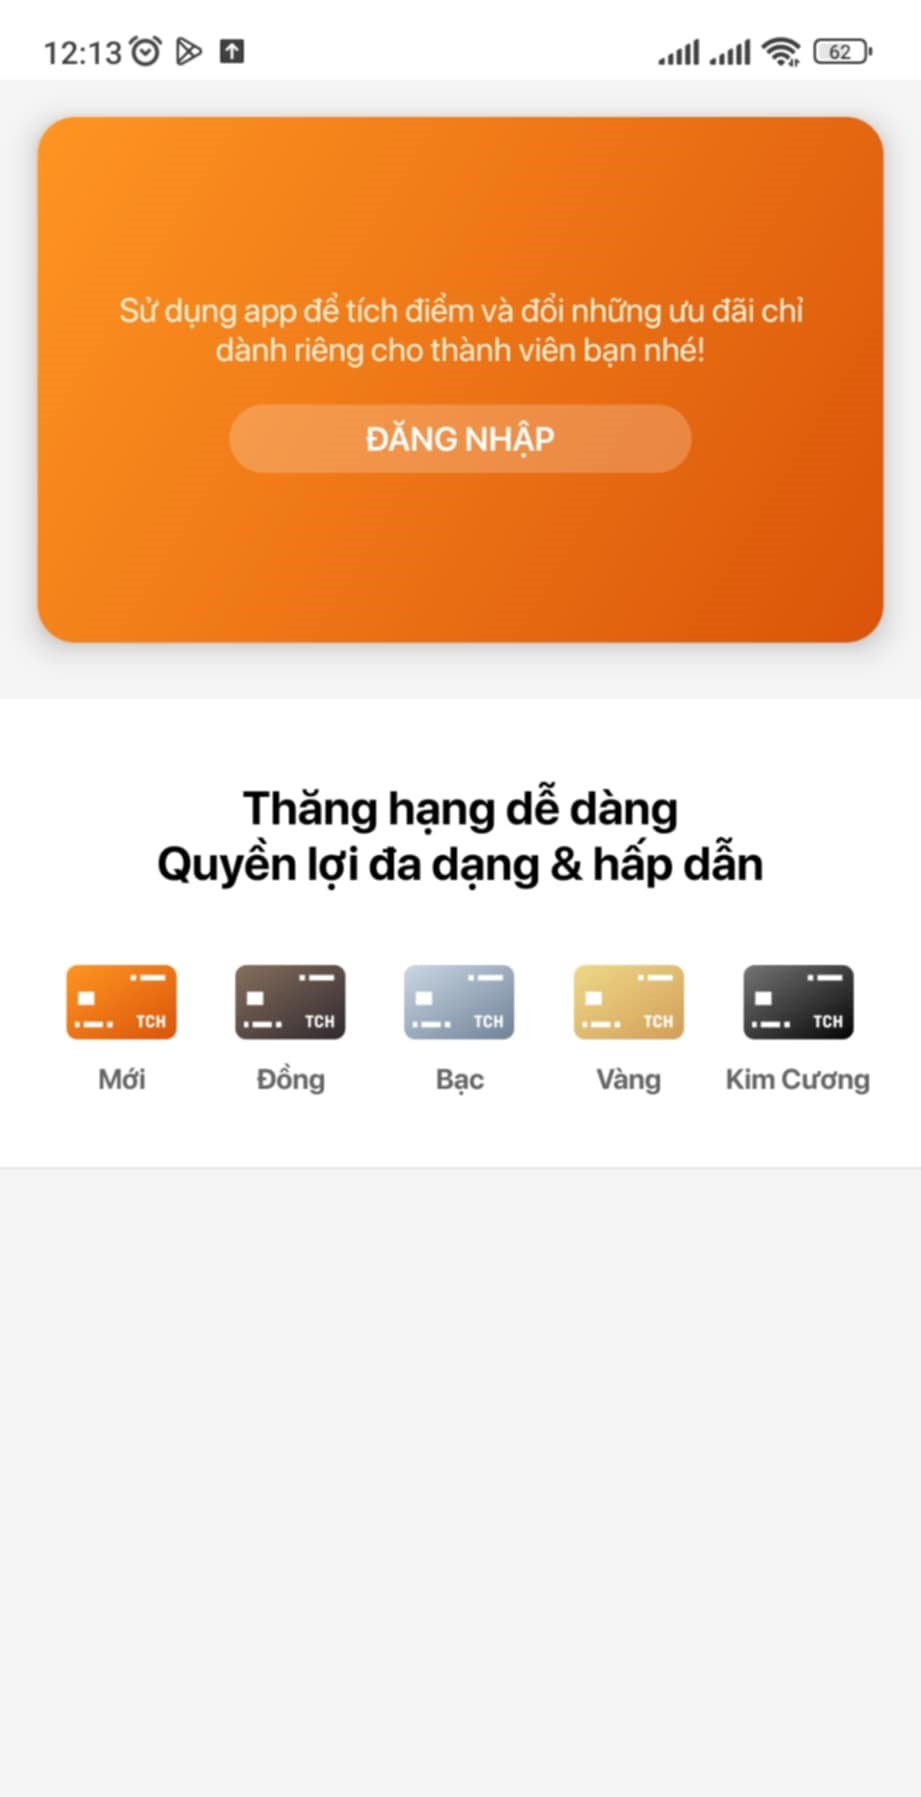 12:13
62
Sử dụng app để tích điểm và đổi những ưu đãi chỉ
dành riêng cho thành viên bạn nhé!
ĐĂNG NHẬP
Thăng hạng dễ dàng
Quyền lợi đa dạng & hấp dẫn
TCH TCH TCH TCH TCH
Mới Đồng Bạc Vàng Kim Cương